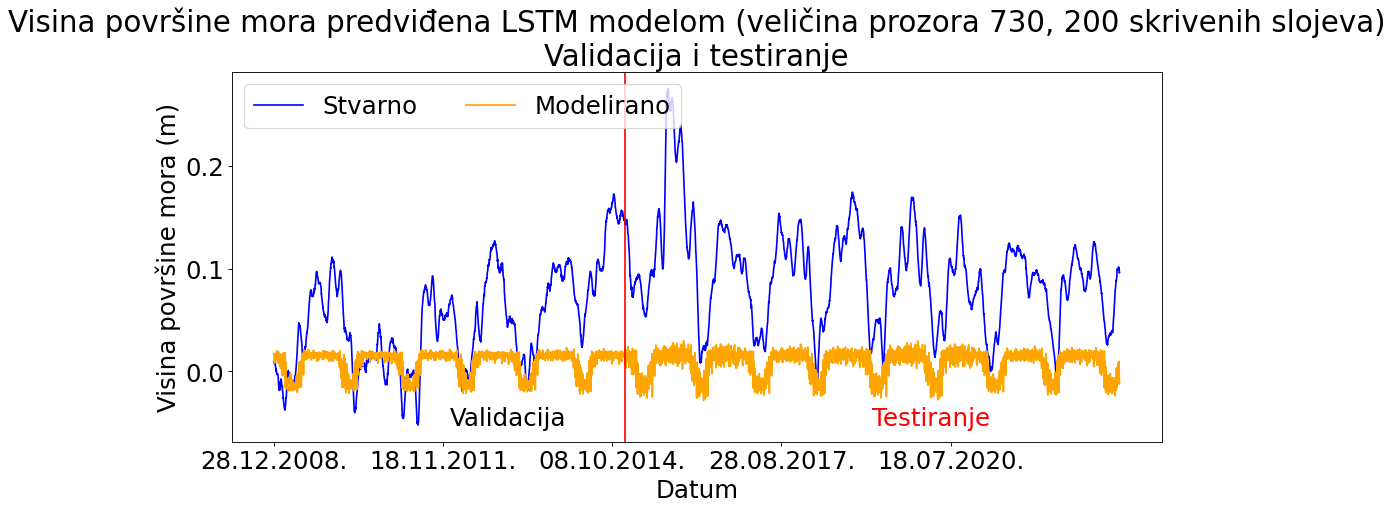 Visina površine mora predviđena LSTM modelom (veličina prozora 730, 200 skrivenih slojeva)
Validacija i testiranje
Stvarno
Modelirano
Visina površine mora (m)
0.2
0.1
0.0
Validacija
Testiranje
28.12.2008.
18.11.2011.
08.10.2014.
28.08.2017.
18.07.2020.
Datum